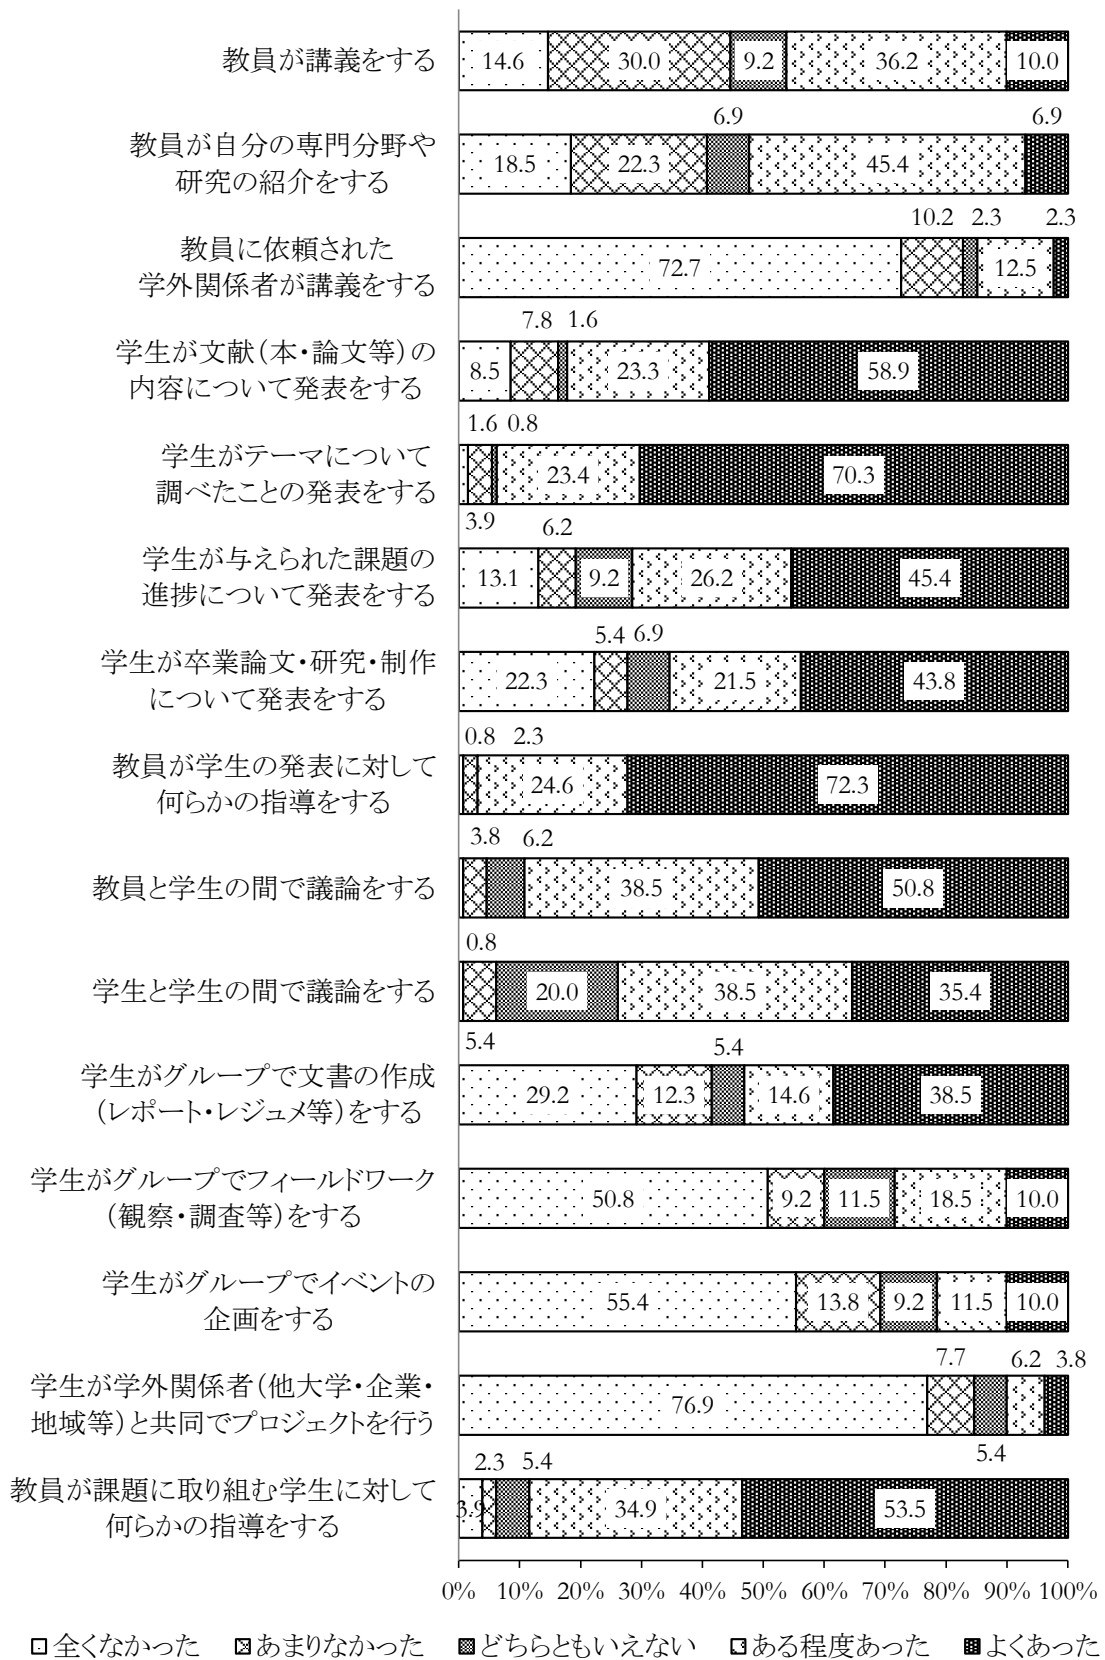 教員が講義をする
14.6 30.0 9.2 36.2 10.0
6.9 6.9
教員が自分の専門分野や
研究の紹介をする
18.5 22.3 45.4
10.2 2.3 2.3
教員に依頼された
学外関係者が講義をする
72.7 12.5
7.8 1.6
学生が文献(本・論文等)の
内容について発表をする
8.5 23.3 58.9
1.6 0.8
学生がテーマについて
調べたことの発表をする
23.4 70.3
3.9 6.2
学生が与えられた課題の
進捗について発表をする
13.1 9.2 26.2 45.4
5.4 6.9
学生が卒業論文・研究・制作
について発表をする
22.3 21.5 43.8
0.8 2.3
教員が学生の発表に対して
何らかの指導をする
24.6 72.3
3.8 6.2
教員と学生の間で議論をする
38.5 50.8
0.8
学生と学生の間で議論をする
20.0 38.5 35.4
5.4 5.4
学生がグループで文書の作成
(レポート・レジュメ等)をする
29.2 12.3 14.6 38.5
学生がグループでフィールドワーク
(観察・調査等)をする
50.8 9.2 11.5 18.5 10.0
学生がグループでイベントの
企画をする
55.4 13.8 9.2 11.5 10.0
7.7 6.2 3.8
学生が学外関係者(他大学・企業・
地域等)と共同でプロジェクトを行う
76.9
2.3 5.4 5.4
教員が課題に取り組む学生に対して
何らかの指導をする
3.9 34.9 53.5
0% 10% 20% 30% 40% 50% 60% 70% 80% 90% 100%
全くなかった あまりなかった どちらともいえない ある程度あった よくあった